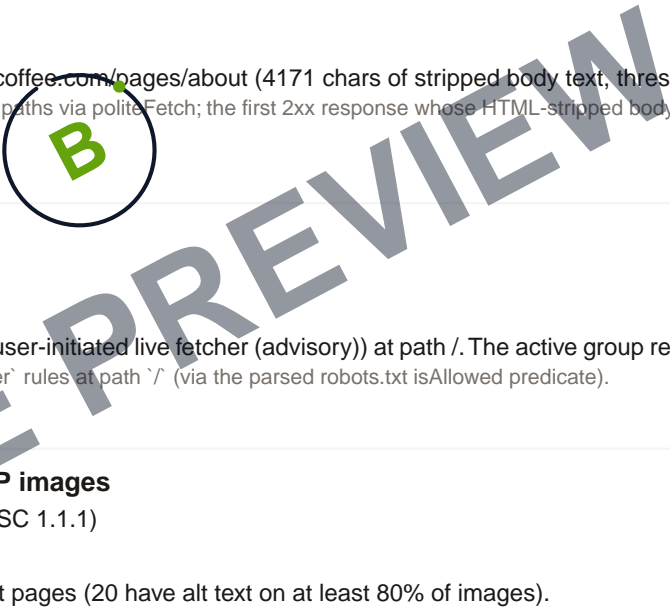 coffee.com/pages/about (4171 chars of stripped body text, thres
paths via politeFetch; the first 2xx response whose HTML-stripped body
B
E PREVIEW
user-initiated live fetcher (advisory)) at path /. The active group re
er` rules at path `/` (via the parsed robots.txt isAllowed predicate).
P images
SC 1.1.1)
t pages (20 have alt text on at least 80% of images).